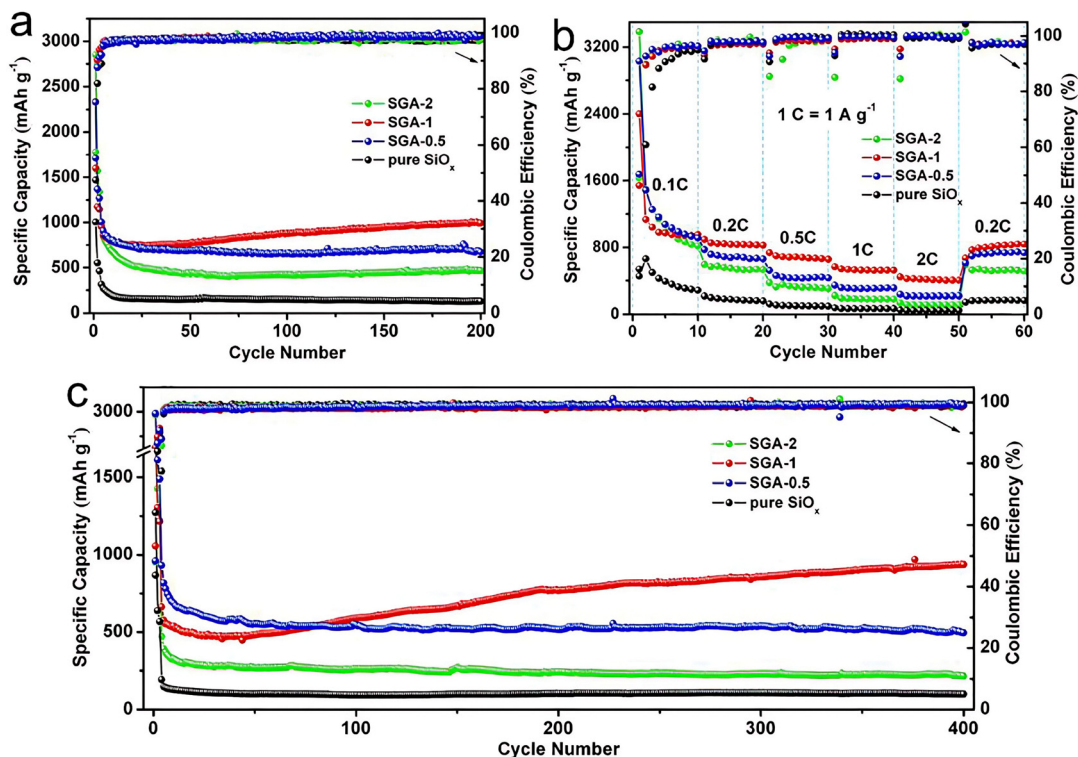 a
Specific Capacity (mAh g⁻¹)
3000
2500
2000
1500
1000
500
0
SGA-2
SGA-1
SGA-0.5
pure SiOₓ
100
80
60
40
20
0
Coulombic Efficiency (%)
0 50 100 150 200
Cycle Number
b
Specific Capacity (mAh g⁻¹)
3200
2400
1600
800
0
1 C = 1 A g⁻¹
SGA-2
SGA-1
SGA-0.5
pure SiOₓ
0.1C
0.2C
0.5C
1C
2C
0.2C
100
80
60
40
20
0
Coulombic Efficiency (%)
0 10 20 30 40 50 60
Cycle Number
c
Specific Capacity (mAh g⁻¹)
3000
1500
1000
500
0
SGA-2
SGA-1
SGA-0.5
pure SiOₓ
100
80
60
40
20
0
Coulombic Efficiency (%)
0 100 200 300 400
Cycle Number